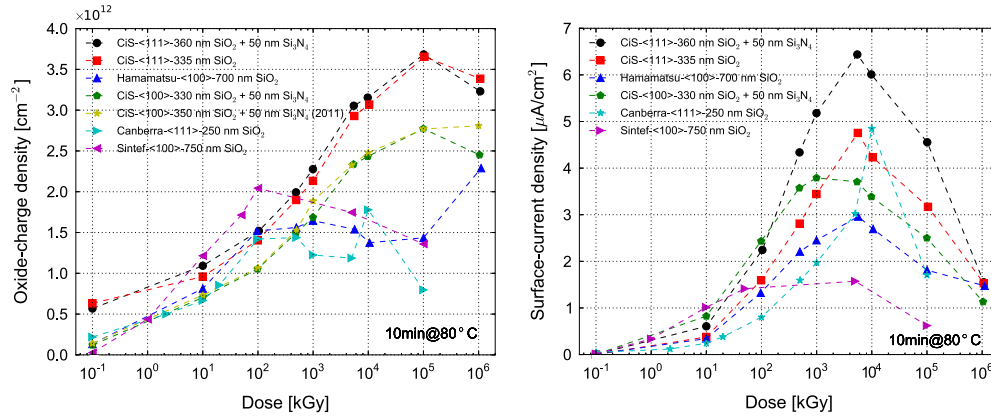 ×10¹²
4.0
3.5
3.0
2.5
2.0
1.5
1.0
0.5
0.0
Oxide-charge density [cm⁻²]
CiS-<111>-360 nm SiO₂ + 50 nm Si₃N₄
CiS-<111>-335 nm SiO₂
Hamamatsu-<100>-700 nm SiO₂
CiS-<100>-330 nm SiO₂ + 50 nm Si₃N₄
CiS-<100>-350 nm SiO₂ + 50 nm Si₃N₄ (2011)
Canberra-<111>-250 nm SiO₂
Sintef-<100>-750 nm SiO₂
10min@80°C
10⁻¹ 10⁰ 10¹ 10² 10³ 10⁴ 10⁵ 10⁶
Dose [kGy]
7
6
5
4
3
2
1
0
Surface-current density [μA/cm²]
CiS-<111>-360 nm SiO₂ + 50 nm Si₃N₄
CiS-<111>-335 nm SiO₂
Hamamatsu-<100>-700 nm SiO₂
CiS-<100>-330 nm SiO₂ + 50 nm Si₃N₄
Canberra-<111>-250 nm SiO₂
Sintef-<100>-750 nm SiO₂
10min@80°C
10⁻¹ 10⁰ 10¹ 10² 10³ 10⁴ 10⁵ 10⁶
Dose [kGy]